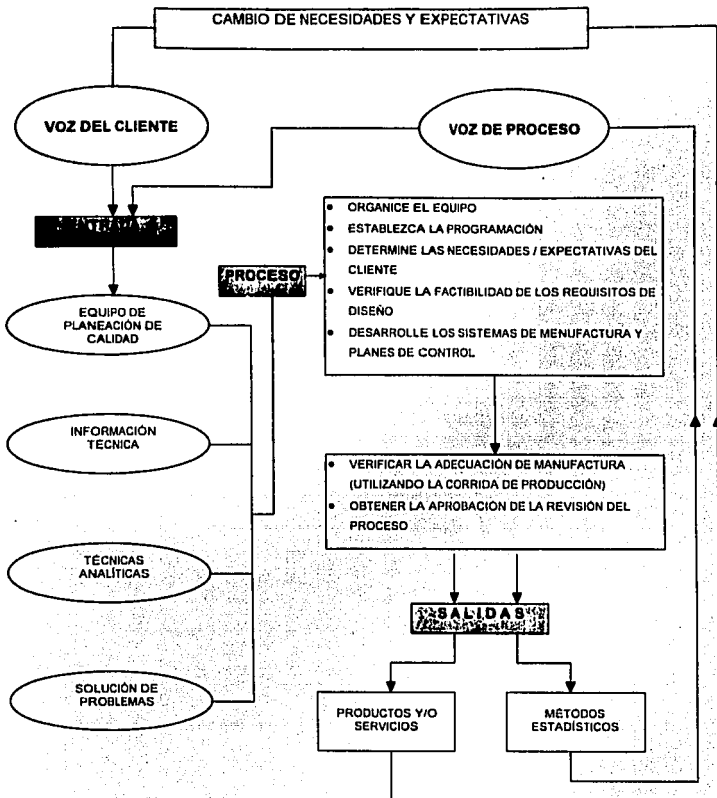 CAMBIO DE NECESIDADES Y EXPECTATIVAS
VOZ DEL CLIENTE
VOZ DE PROCESO
• ORGANICE EL EQUIPO
• ESTABLEZCA LA PROGRAMACIÓN
• DETERMINE LAS NECESIDADES / EXPECTATIVAS DEL
CLIENTE
• VERIFIQUE LA FACTIBILIDAD DE LOS REQUISITOS DE
DISEÑO
• DESARROLLE LOS SISTEMAS DE MANUFACTURA Y
PLANES DE CONTROL
PROCESO
EQUIPO DE
PLANEACIÓN DE
CALIDAD
INFORMACIÓN
TÉCNICA
• VERIFICAR LA ADECUACIÓN DE MANUFACTURA
(UTILIZANDO LA CORRIDA DE PRODUCCIÓN)
• OBTENER LA APROBACIÓN DE LA REVISIÓN DEL
PROCESO
TÉCNICAS
ANALÍTICAS
SALIDAS
SOLUCIÓN DE
PROBLEMAS
PRODUCTOS Y/O
SERVICIOS
MÉTODOS
ESTADÍSTICOS